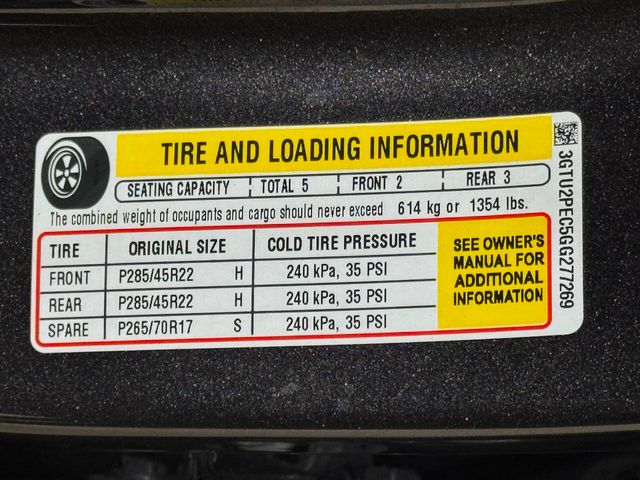 TIRE AND LOADING INFORMATION
SEATING CAPACITY TOTAL 5 FRONT 2 REAR 3
The combined weight of occupants and cargo should never exceed 614 kg or 1354 lbs.
TIRE ORIGINAL SIZE COLD TIRE PRESSURE
FRONT P285/45R22 H 240 kPa, 35 PSI
REAR P285/45R22 H 240 kPa, 35 PSI
SPARE P265/70R17 S 240 kPa, 35 PSI
SEE OWNER'S
MANUAL FOR
ADDITIONAL
INFORMATION
3GTU2PEC5GG277269